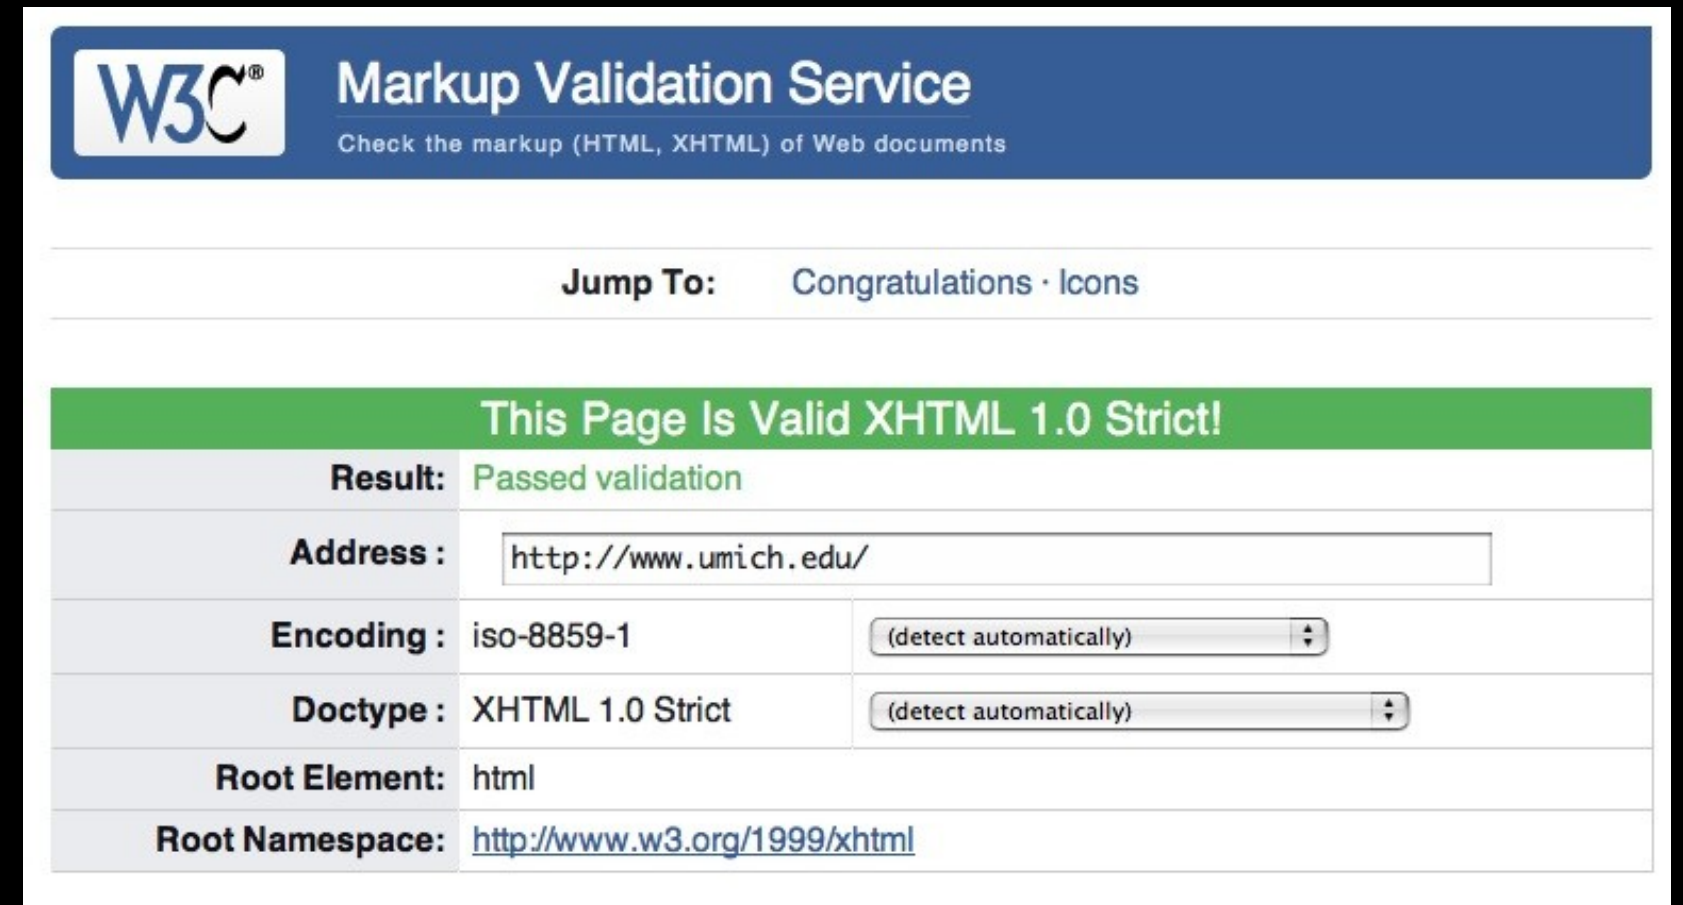 W3C®
Markup Validation Service
Check the markup (HTML, XHTML) of Web documents
Jump To: Congratulations · Icons
This Page Is Valid XHTML 1.0 Strict!
Result: Passed validation
Address : http://www.umich.edu/
Encoding : iso-8859-1 (detect automatically)
Doctype : XHTML 1.0 Strict (detect automatically)
Root Element: html
Root Namespace: http://www.w3.org/1999/xhtml